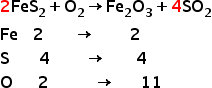 2FeS₂ + O₂ → Fe₂O₃ + 4SO₂
Fe 2 → 2
S 4 → 4
O 2 → 11